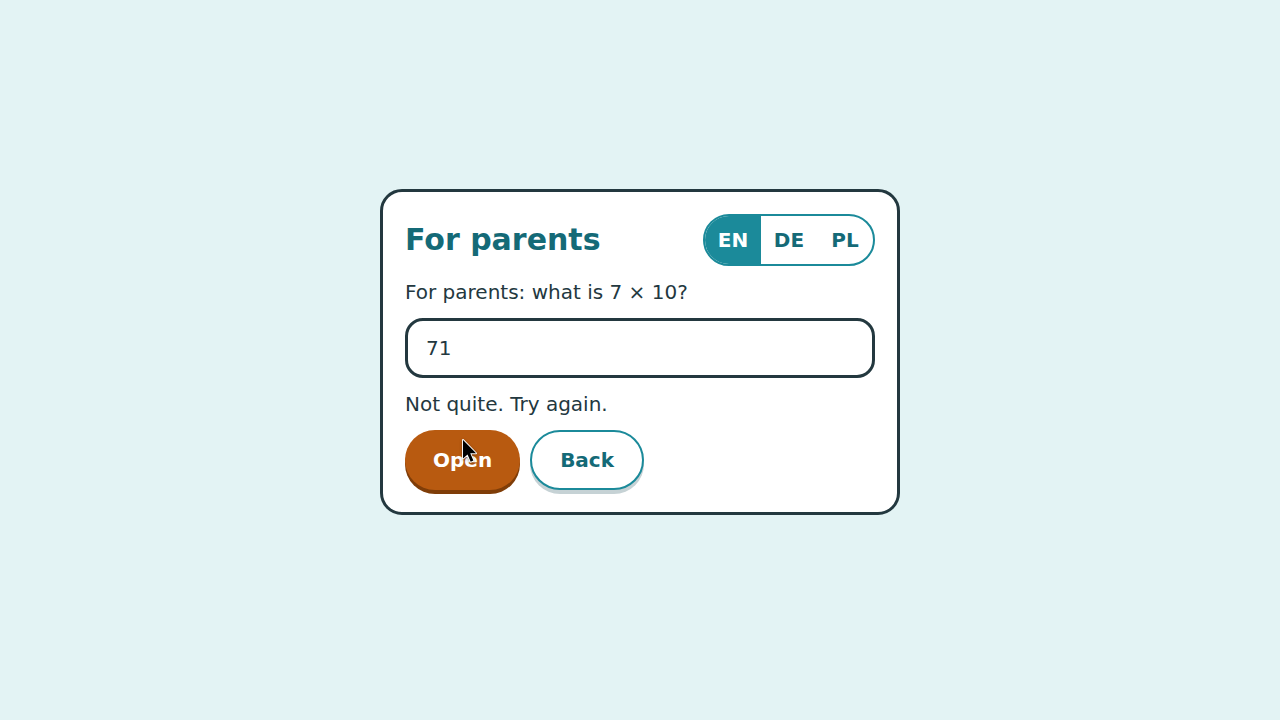 For parents
EN DE PL
For parents: what is 7 × 10?
71
Not quite. Try again.
Open Back